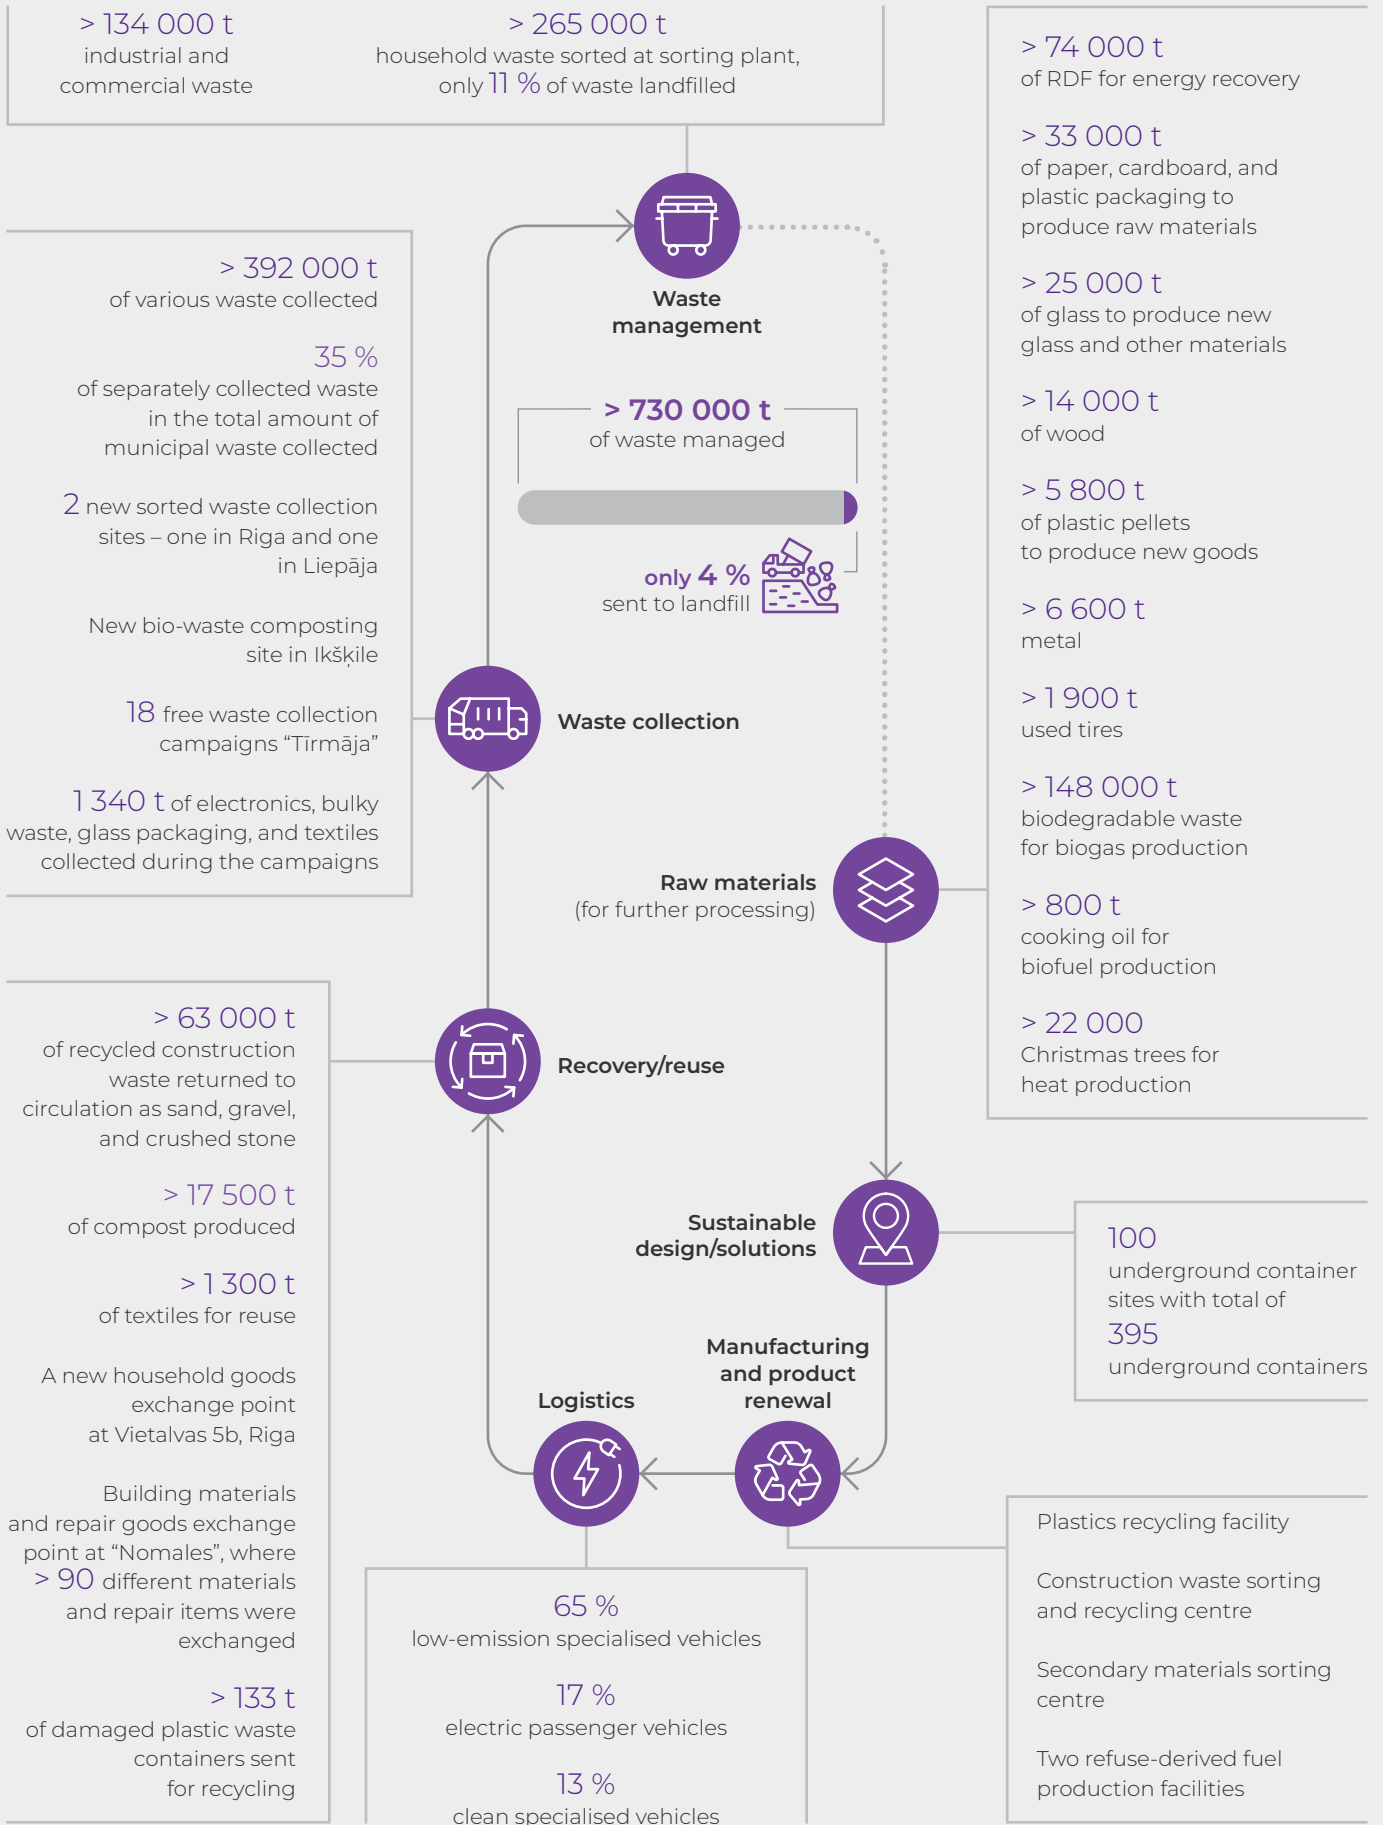 > 134 000 t
industrial and
commercial waste
> 265 000 t
household waste sorted at sorting plant,
only 11 % of waste landfilled
Waste
management
> 730 000 t
of waste managed
only 4 %
sent to landfill
> 392 000 t
of various waste collected
35 %
of separately collected waste
in the total amount of
municipal waste collected
2 new sorted waste collection
sites – one in Riga and one
in Liepāja
New bio-waste composting
site in Ikšķile
18 free waste collection
campaigns “Tīrmāja”
1 340 t of electronics, bulky
waste, glass packaging, and textiles
collected during the campaigns
Waste collection
> 74 000 t
of RDF for energy recovery
> 33 000 t
of paper, cardboard, and
plastic packaging to
produce raw materials
> 25 000 t
of glass to produce new
glass and other materials
> 14 000 t
of wood
> 5 800 t
of plastic pellets
to produce new goods
> 6 600 t
metal
> 1 900 t
used tires
> 148 000 t
biodegradable waste
for biogas production
> 800 t
cooking oil for
biofuel production
> 22 000
Christmas trees for
heat production
Raw materials
(for further processing)
> 63 000 t
of recycled construction
waste returned to
circulation as sand, gravel,
and crushed stone
> 17 500 t
of compost produced
> 1 300 t
of textiles for reuse
A new household goods
exchange point
at Vietalvas 5b, Riga
Building materials
and repair goods exchange
point at “Nomales”, where
> 90 different materials
and repair items were
exchanged
> 133 t
of damaged plastic waste
containers sent
for recycling
Recovery/reuse
Sustainable
design/solutions
100
underground container
sites with total of
395
underground containers
Manufacturing
and product
renewal
Logistics
65 %
low-emission specialised vehicles
17 %
electric passenger vehicles
13 %
clean specialised vehicles
Plastics recycling facility
Construction waste sorting
and recycling centre
Secondary materials sorting
centre
Two refuse-derived fuel
production facilities